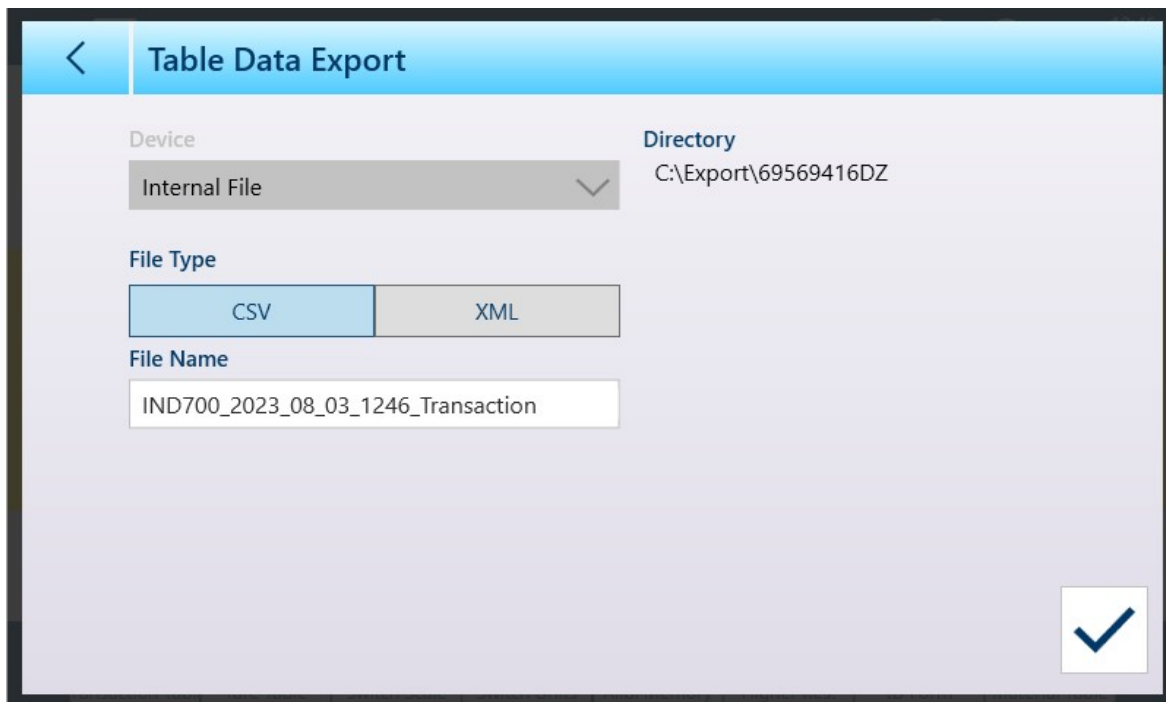 Table Data Export
Device
Internal File
Directory
C:\Export\69569416DZ
File Type
CSV
XML
File Name
IND700_2023_08_03_1246_Transaction